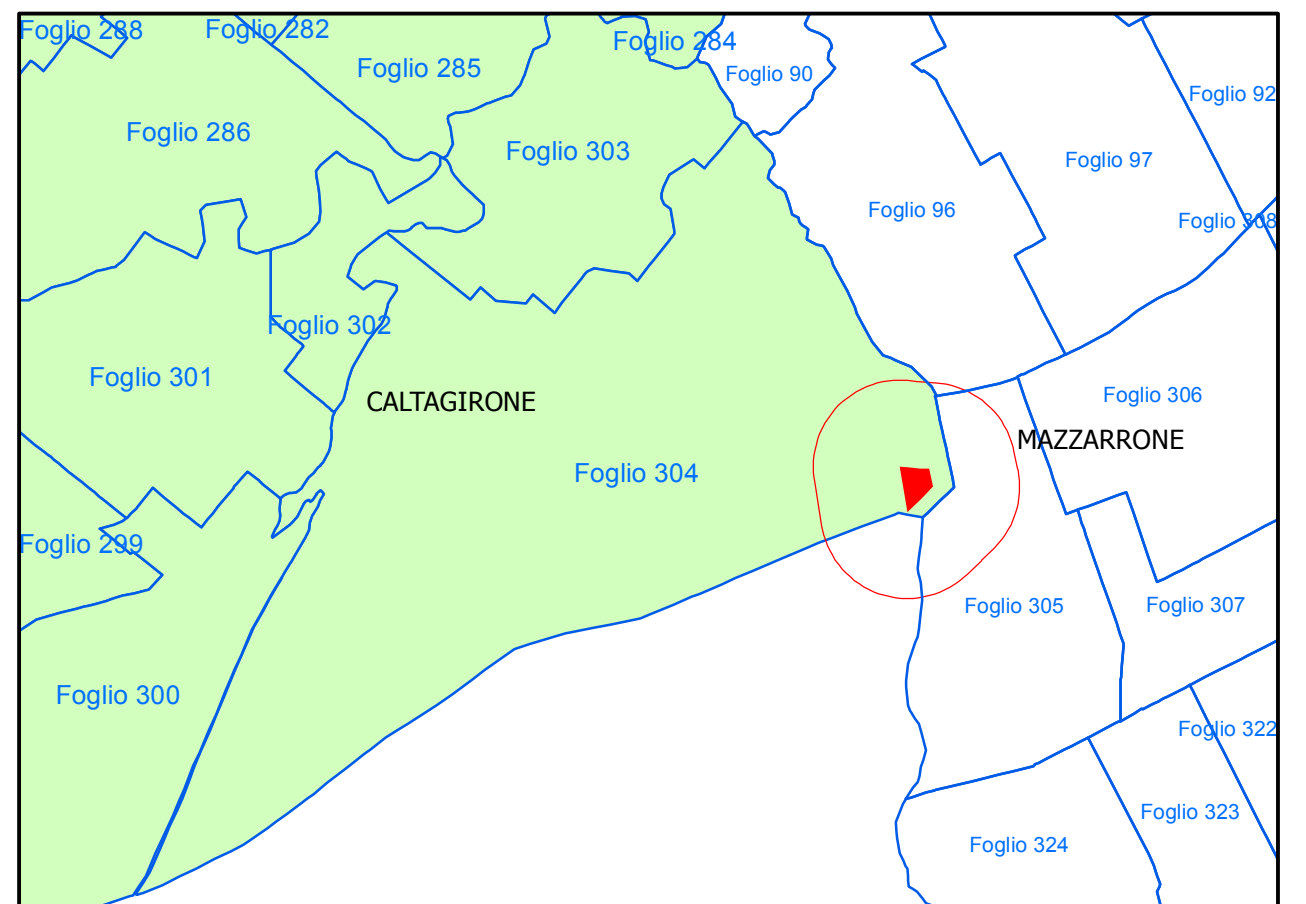 Foglio 288
Foglio 282
Foglio 284
Foglio 285
Foglio 90
Foglio 92
Foglio 286
Foglio 303
Foglio 97
Foglio 96
Foglio 308
Foglio 302
Foglio 301
CALTAGIRONE
Foglio 306
MAZZARRONE
Foglio 304
Foglio 299
Foglio 305
Foglio 307
Foglio 300
Foglio 322
Foglio 323
Foglio 324